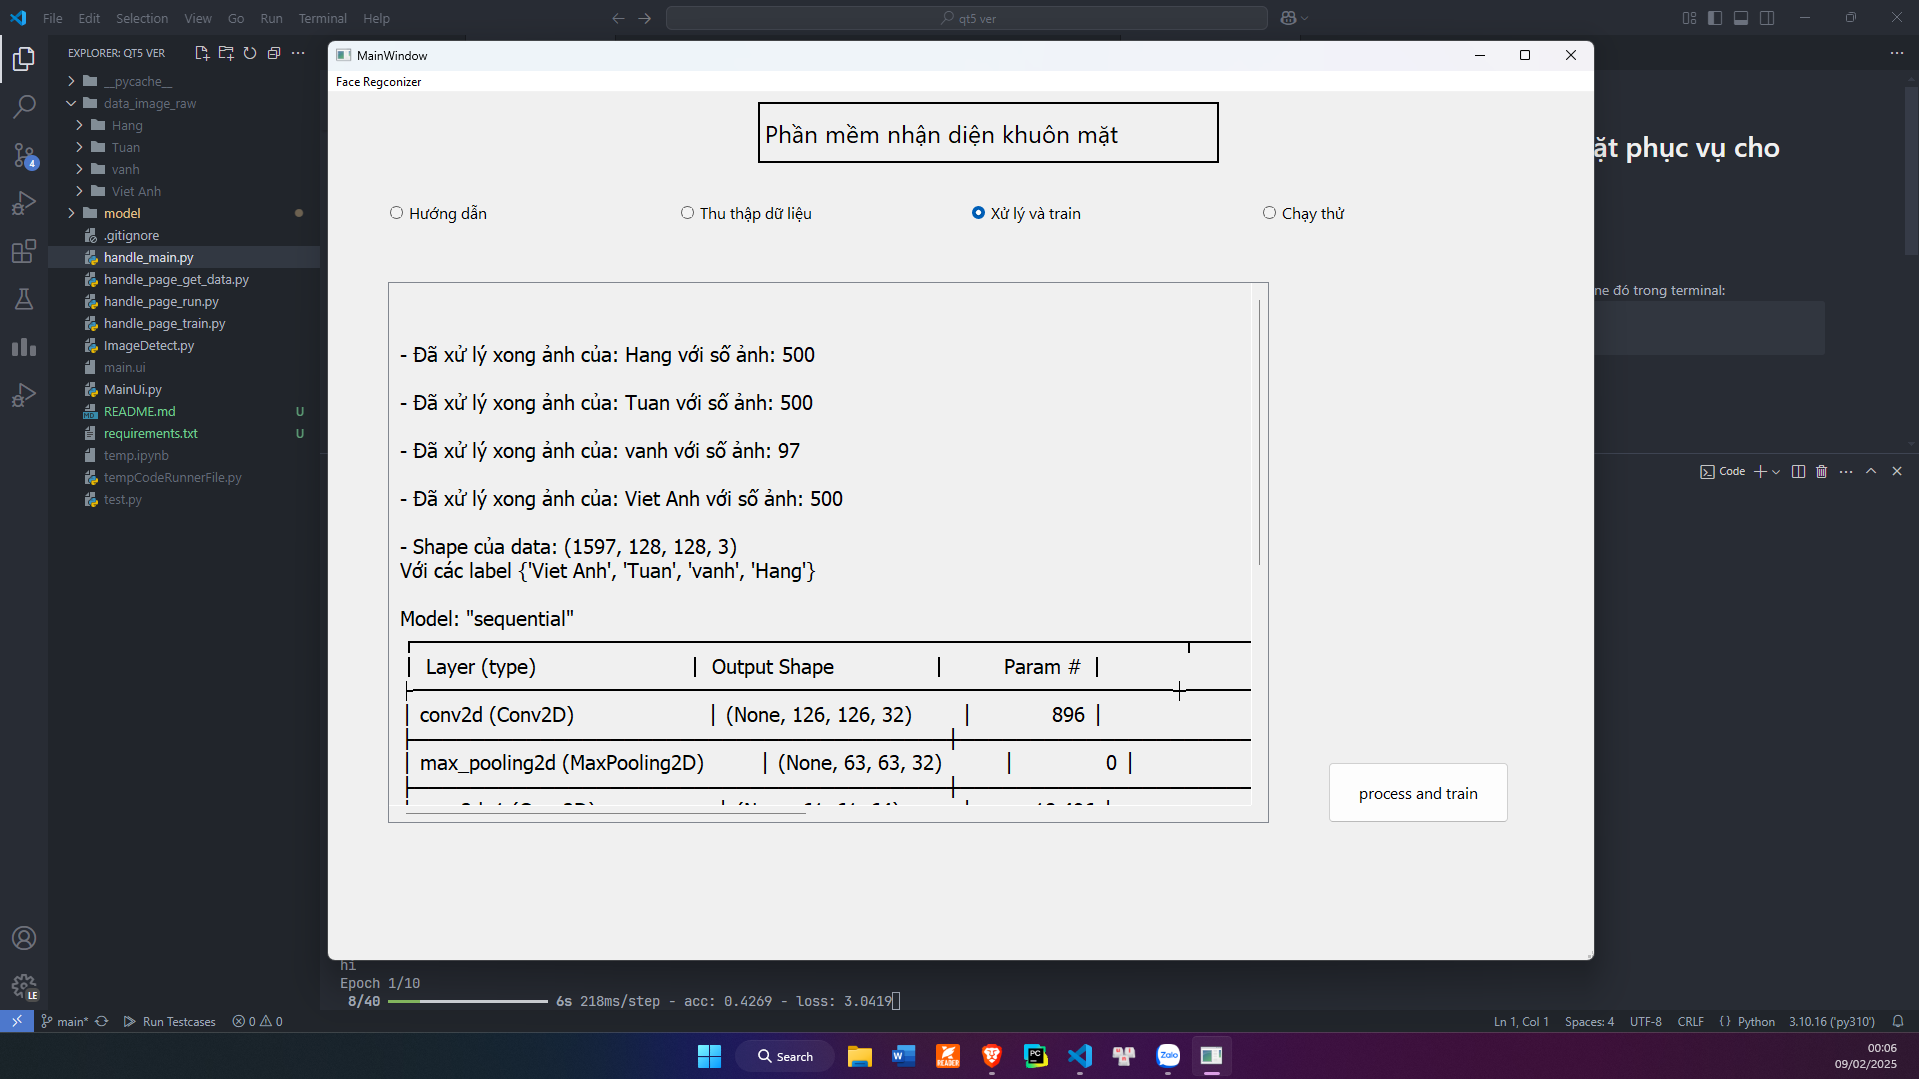 File Edit Selection View Go Run Terminal Help
qt5 ver
EXPLORER: QT5 VER
__pycache__
data_image_raw
Hang
Tuan
vanh
Viet Anh
model
.gitignore
handle_main.py
handle_page_get_data.py
handle_page_run.py
handle_page_train.py
ImageDetect.py
main.ui
MainUi.py
README.md U
requirements.txt U
temp.ipynb
tempCodeRunnerFile.py
test.py
4
MainWindow
Face Regconizer
Phần mềm nhận diện khuôn mặt
Hướng dẫn Thu thập dữ liệu Xử lý và train Chạy thử
- Đã xử lý xong ảnh của: Hang với số ảnh: 500
- Đã xử lý xong ảnh của: Tuan với số ảnh: 500
- Đã xử lý xong ảnh của: vanh với số ảnh: 97
- Đã xử lý xong ảnh của: Viet Anh với số ảnh: 500
- Shape của data: (1597, 128, 128, 3)
Với các label {'Viet Anh', 'Tuan', 'vanh', 'Hang'}
Model: "sequential"
Layer (type) Output Shape Param #
conv2d (Conv2D) (None, 126, 126, 32) 896
max_pooling2d (MaxPooling2D) (None, 63, 63, 32) 0
process and train
phục vụ cho
đó trong terminal:
Code
hi
Epoch 1/10
8/40 6s 218ms/step - acc: 0.4269 - loss: 3.0419
LE
main* Run Testcases 0 0
Ln 1, Col 1 Spaces: 4 UTF-8 CRLF {} Python 3.10.16 ('py310')
Search
READER
PC
Zalo
00:06
09/02/2025